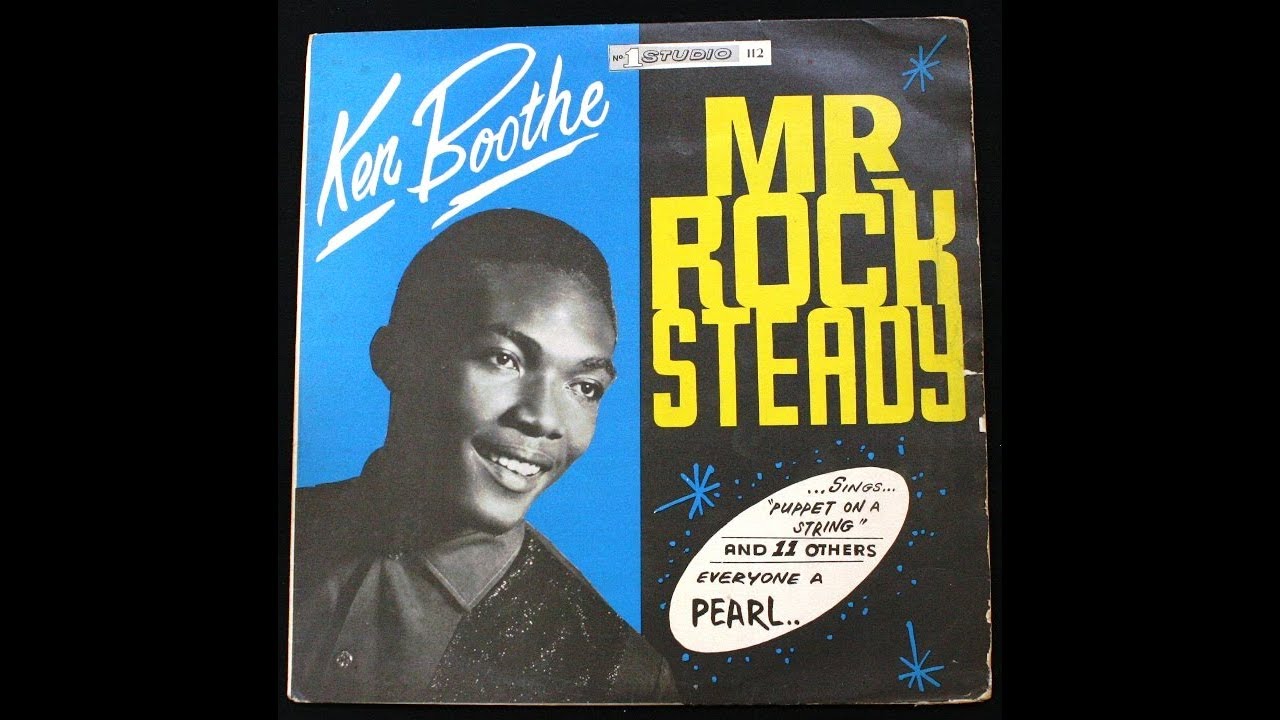 Ken Boothe
No. 1 STUDIO 112
MR.
ROCK
STEADY
...SINGS...
"PUPPET ON A
STRING"
AND 11 OTHERS
EVERYONE A
PEARL..